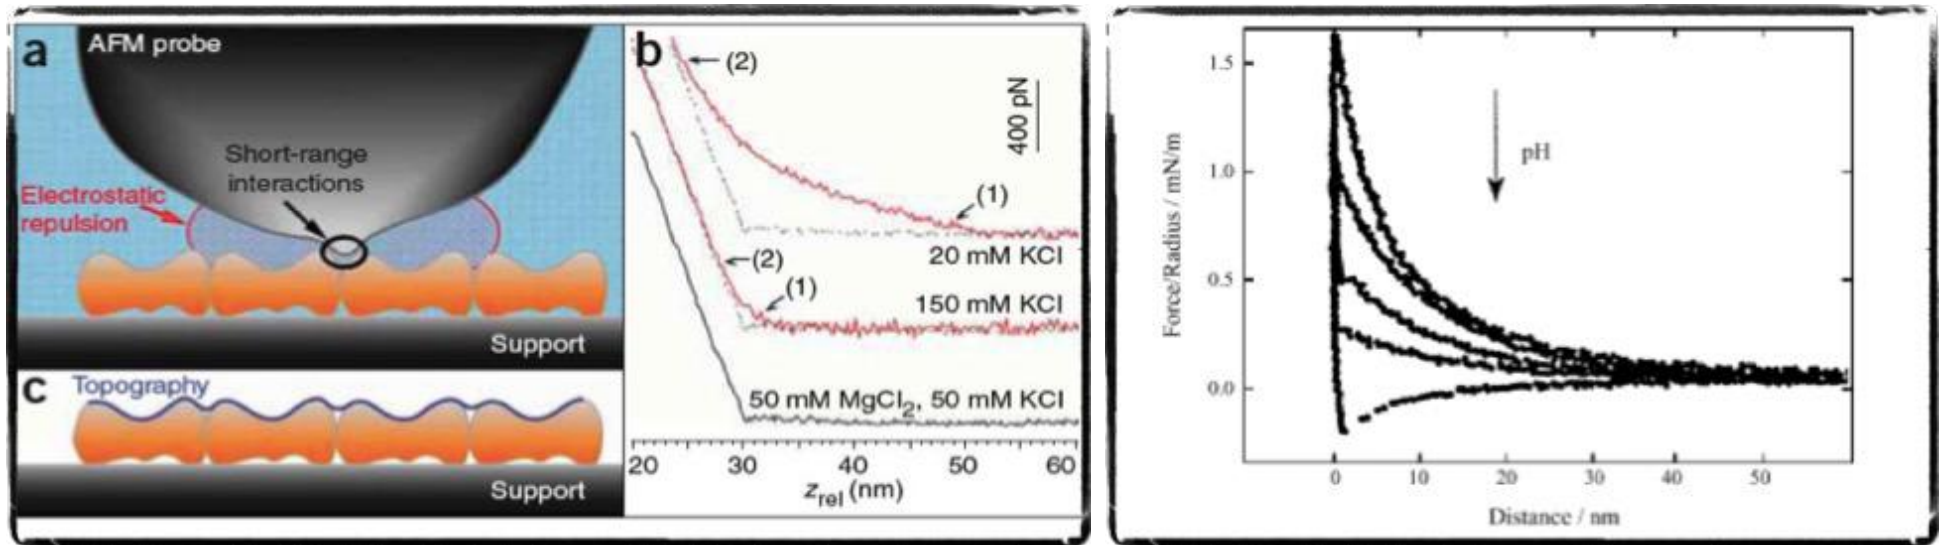 a
AFM probe
Short-range
interactions
Electrostatic
repulsion
Support
c
Topography
Support
b
(2)
400 pN
(1)
20 mM KCl
(2)
(1)
150 mM KCl
50 mM MgCl₂, 50 mM KCl
20 30 40 50 60
z_rel (nm)
1.5
1.0
0.5
0.0
Force/Radius / mN/m
pH
0 10 20 30 40 50
Distance / nm